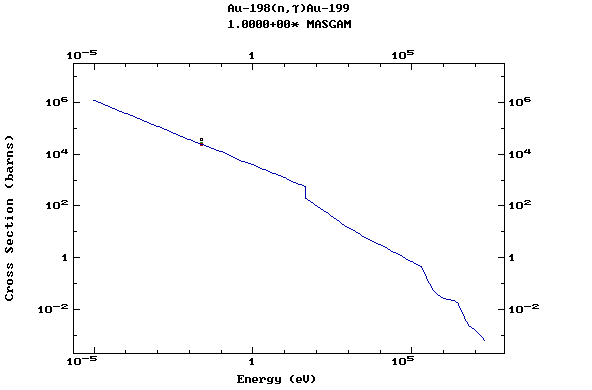 Au-198(n,γ)Au-199
1.0000+00* MASGAM
10⁻⁵ 1 10⁵
10⁶ 10⁶
10⁴ 10⁴
10² 10²
1 1
10⁻² 10⁻²
10⁻⁵ 1 10⁵
Energy (eV)
Cross Section (barns)